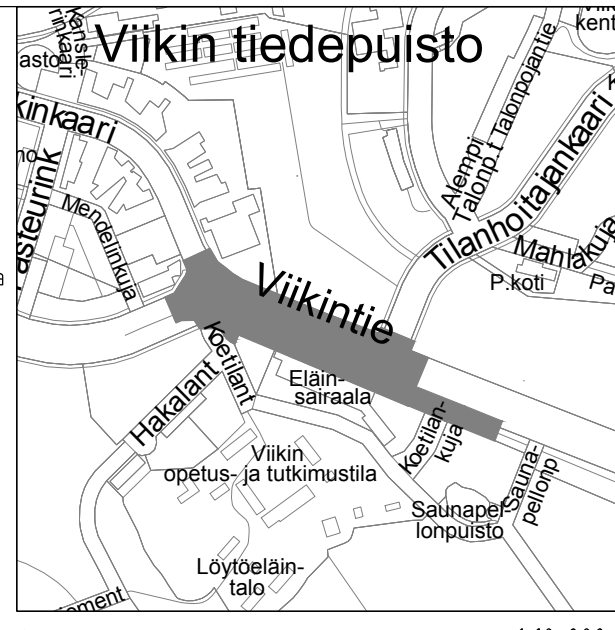 Viikin tiedepuisto
kinkaari
Mendelinkuja
Alempi
Talonp.t
Talonpojantie
Tilanhoitajankaari
Mahlakuja
P.koti
Viikintie
Koetilant
Hakalant
Eläin-
sairaala
Koetilan-
kuja
Viikin
opetus- ja tutkimustila
Sauna-
pellonp
Saunapel-
lonpuisto
Löytöeläin-
talo